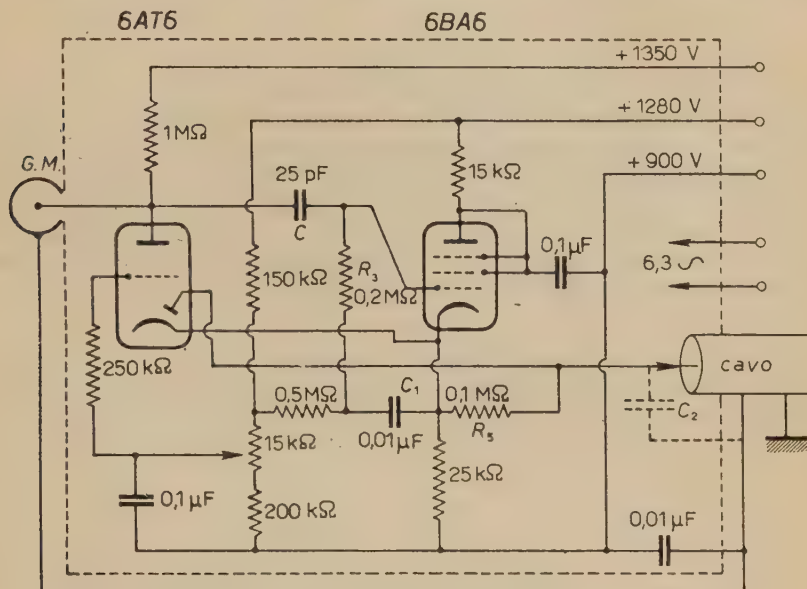 6AT6 6BA6
+ 1350 V
+ 1280 V
1 MΩ
G.M.
25 pF
C
15 kΩ
+ 900 V
0,1 μF
6,3
150 kΩ
R3
0,2 MΩ
250 kΩ
cavo
0,5 MΩ
C1
0,1 MΩ
C2
0,01 μF
R5
15 kΩ
25 kΩ
0,1 μF
200 kΩ
0,01 μF